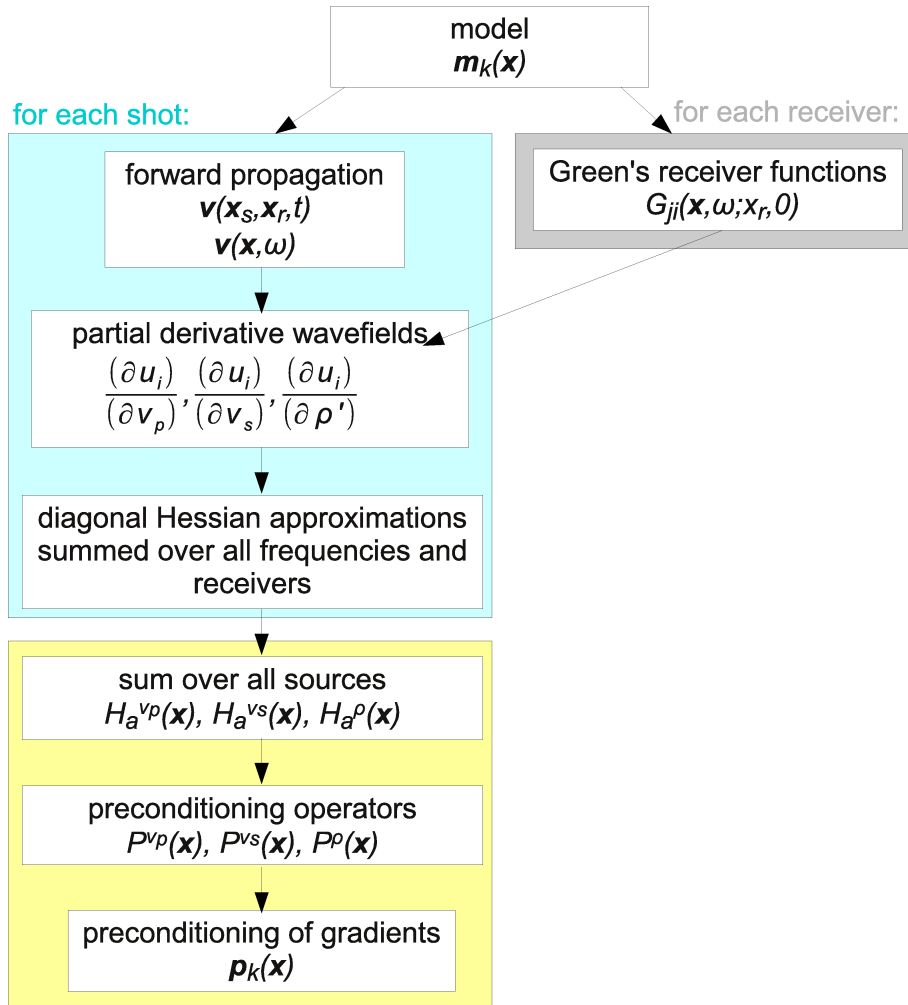 model
m_k(x)
for each shot:
for each receiver:
forward propagation
v(x_s,x_r,t)
v(x,ω)
Green's receiver functions
G_ji(x,ω;x_r,0)
partial derivative wavefields
(∂u_i)/(∂v_p), (∂u_i)/(∂v_s), (∂u_i)/(∂ρ')
diagonal Hessian approximations
summed over all frequencies and
receivers
sum over all sources
H_a^vp(x), H_a^vs(x), H_a^ρ(x)
preconditioning operators
P^vp(x), P^vs(x), P^ρ(x)
preconditioning of gradients
p_k(x)